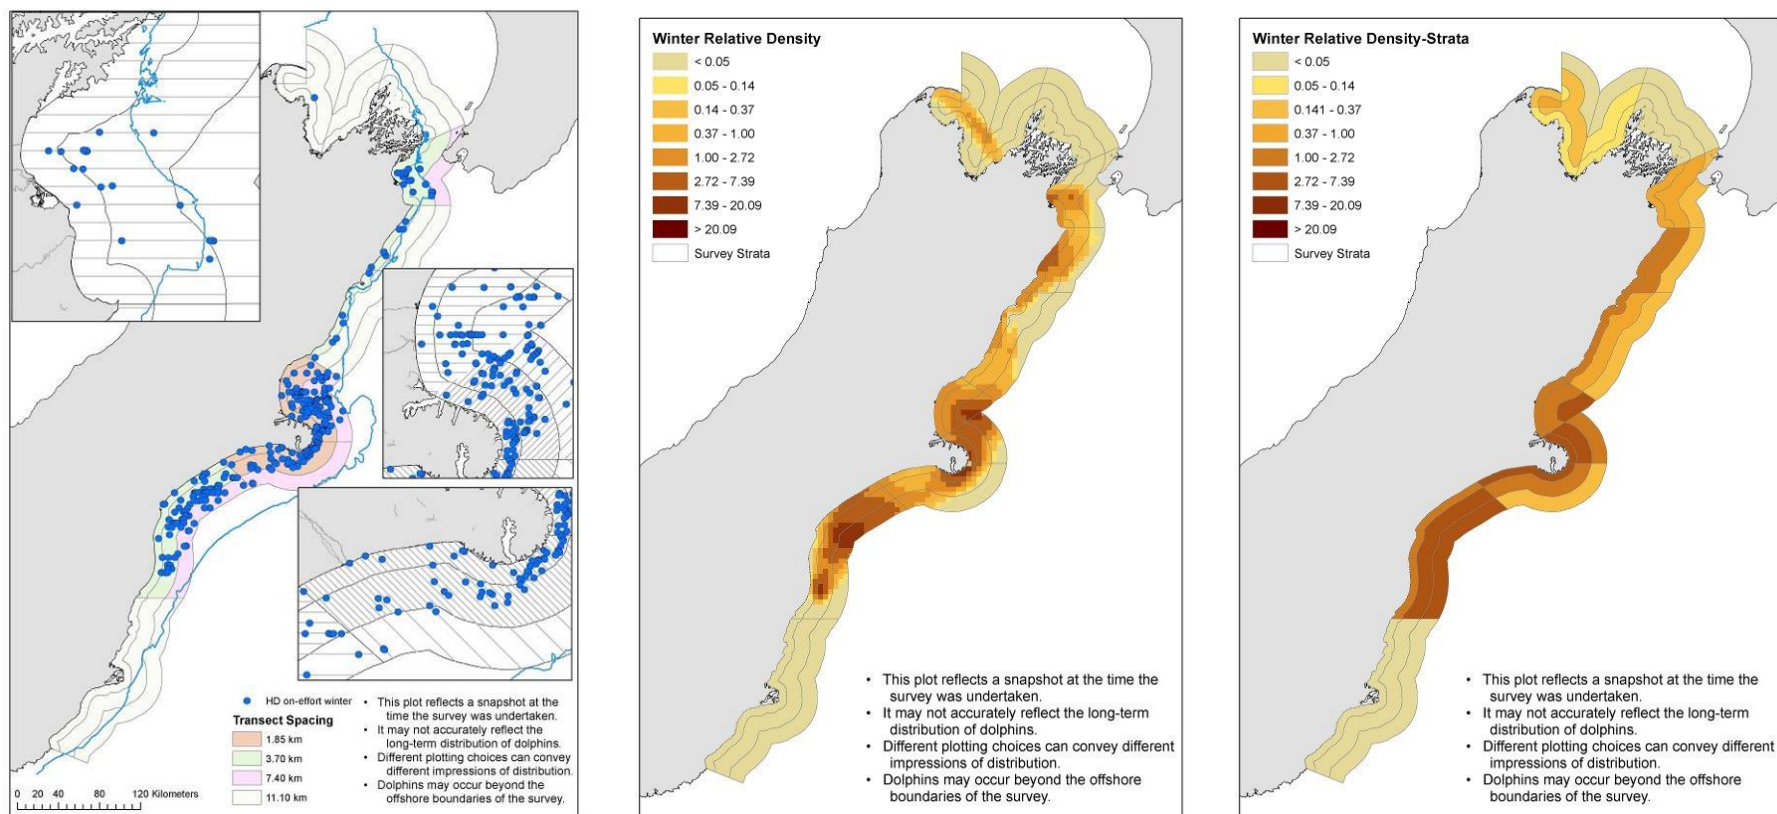 HD on-effort winter
Transect Spacing
1.85 km
3.70 km
7.40 km
11.10 km
0 20 40 80 120 Kilometers
• This plot reflects a snapshot at the
time the survey was undertaken.
• It may not accurately reflect the
long-term distribution of dolphins.
• Different plotting choices can convey
different impressions of distribution.
• Dolphins may occur beyond the
offshore boundaries of the survey.
Winter Relative Density
< 0.05
0.05 - 0.14
0.14 - 0.37
0.37 - 1.00
1.00 - 2.72
2.72 - 7.39
7.39 - 20.09
> 20.09
Survey Strata
• This plot reflects a snapshot at the time the
survey was undertaken.
• It may not accurately reflect the long-term
distribution of dolphins.
• Different plotting choices can convey different
impressions of distribution.
• Dolphins may occur beyond the offshore
boundaries of the survey.
Winter Relative Density-Strata
< 0.05
0.05 - 0.14
0.141 - 0.37
0.37 - 1.00
1.00 - 2.72
2.72 - 7.39
7.39 - 20.09
> 20.09
Survey Strata
• This plot reflects a snapshot at the time the
survey was undertaken.
• It may not accurately reflect the long-term
distribution of dolphins.
• Different plotting choices can convey different
impressions of distribution.
• Dolphins may occur beyond the offshore
boundaries of the survey.